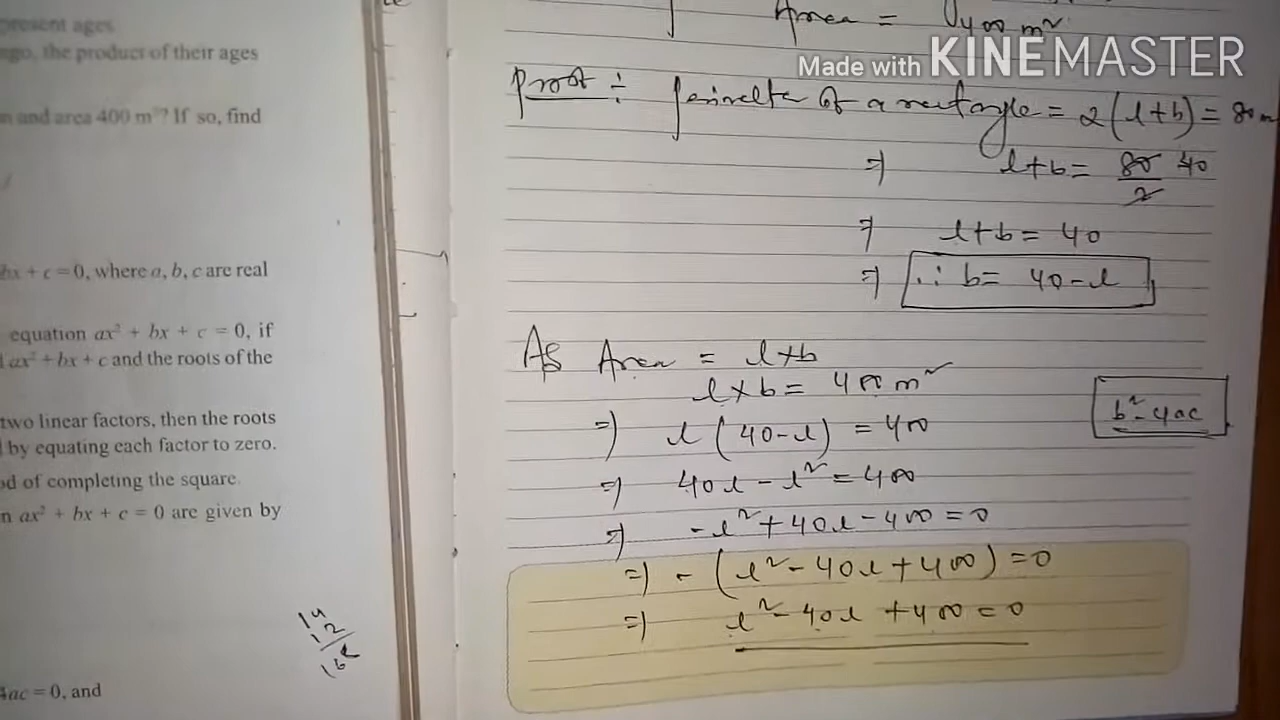 present ages
ago, the product of their ages
n and area 400 m²? If so, find
bx + c = 0, where a, b, c are real
equation ax² + bx + c = 0, if
ax² + bx + c and the roots of the
two linear factors, then the roots
by equating each factor to zero.
od of completing the square
n ax² + bx + c = 0 are given by
4ac = 0, and
14
12
Area = 400 m²
Made with KINEMASTER
Proof :- Perimeter of a rectangle = 2(l+b) = 80 m
⇒ l+b = 80/2 40
⇒ l+b = 40
⇒ ∴ b = 40-l
As Area = l×b
l×b = 400 m²
⇒ l(40-l) = 400
b²-4ac
⇒ 40l - l² = 400
⇒ -l² + 40l - 400 = 0
⇒ -(l² - 40l + 400) = 0
⇒ l² - 40l + 400 = 0